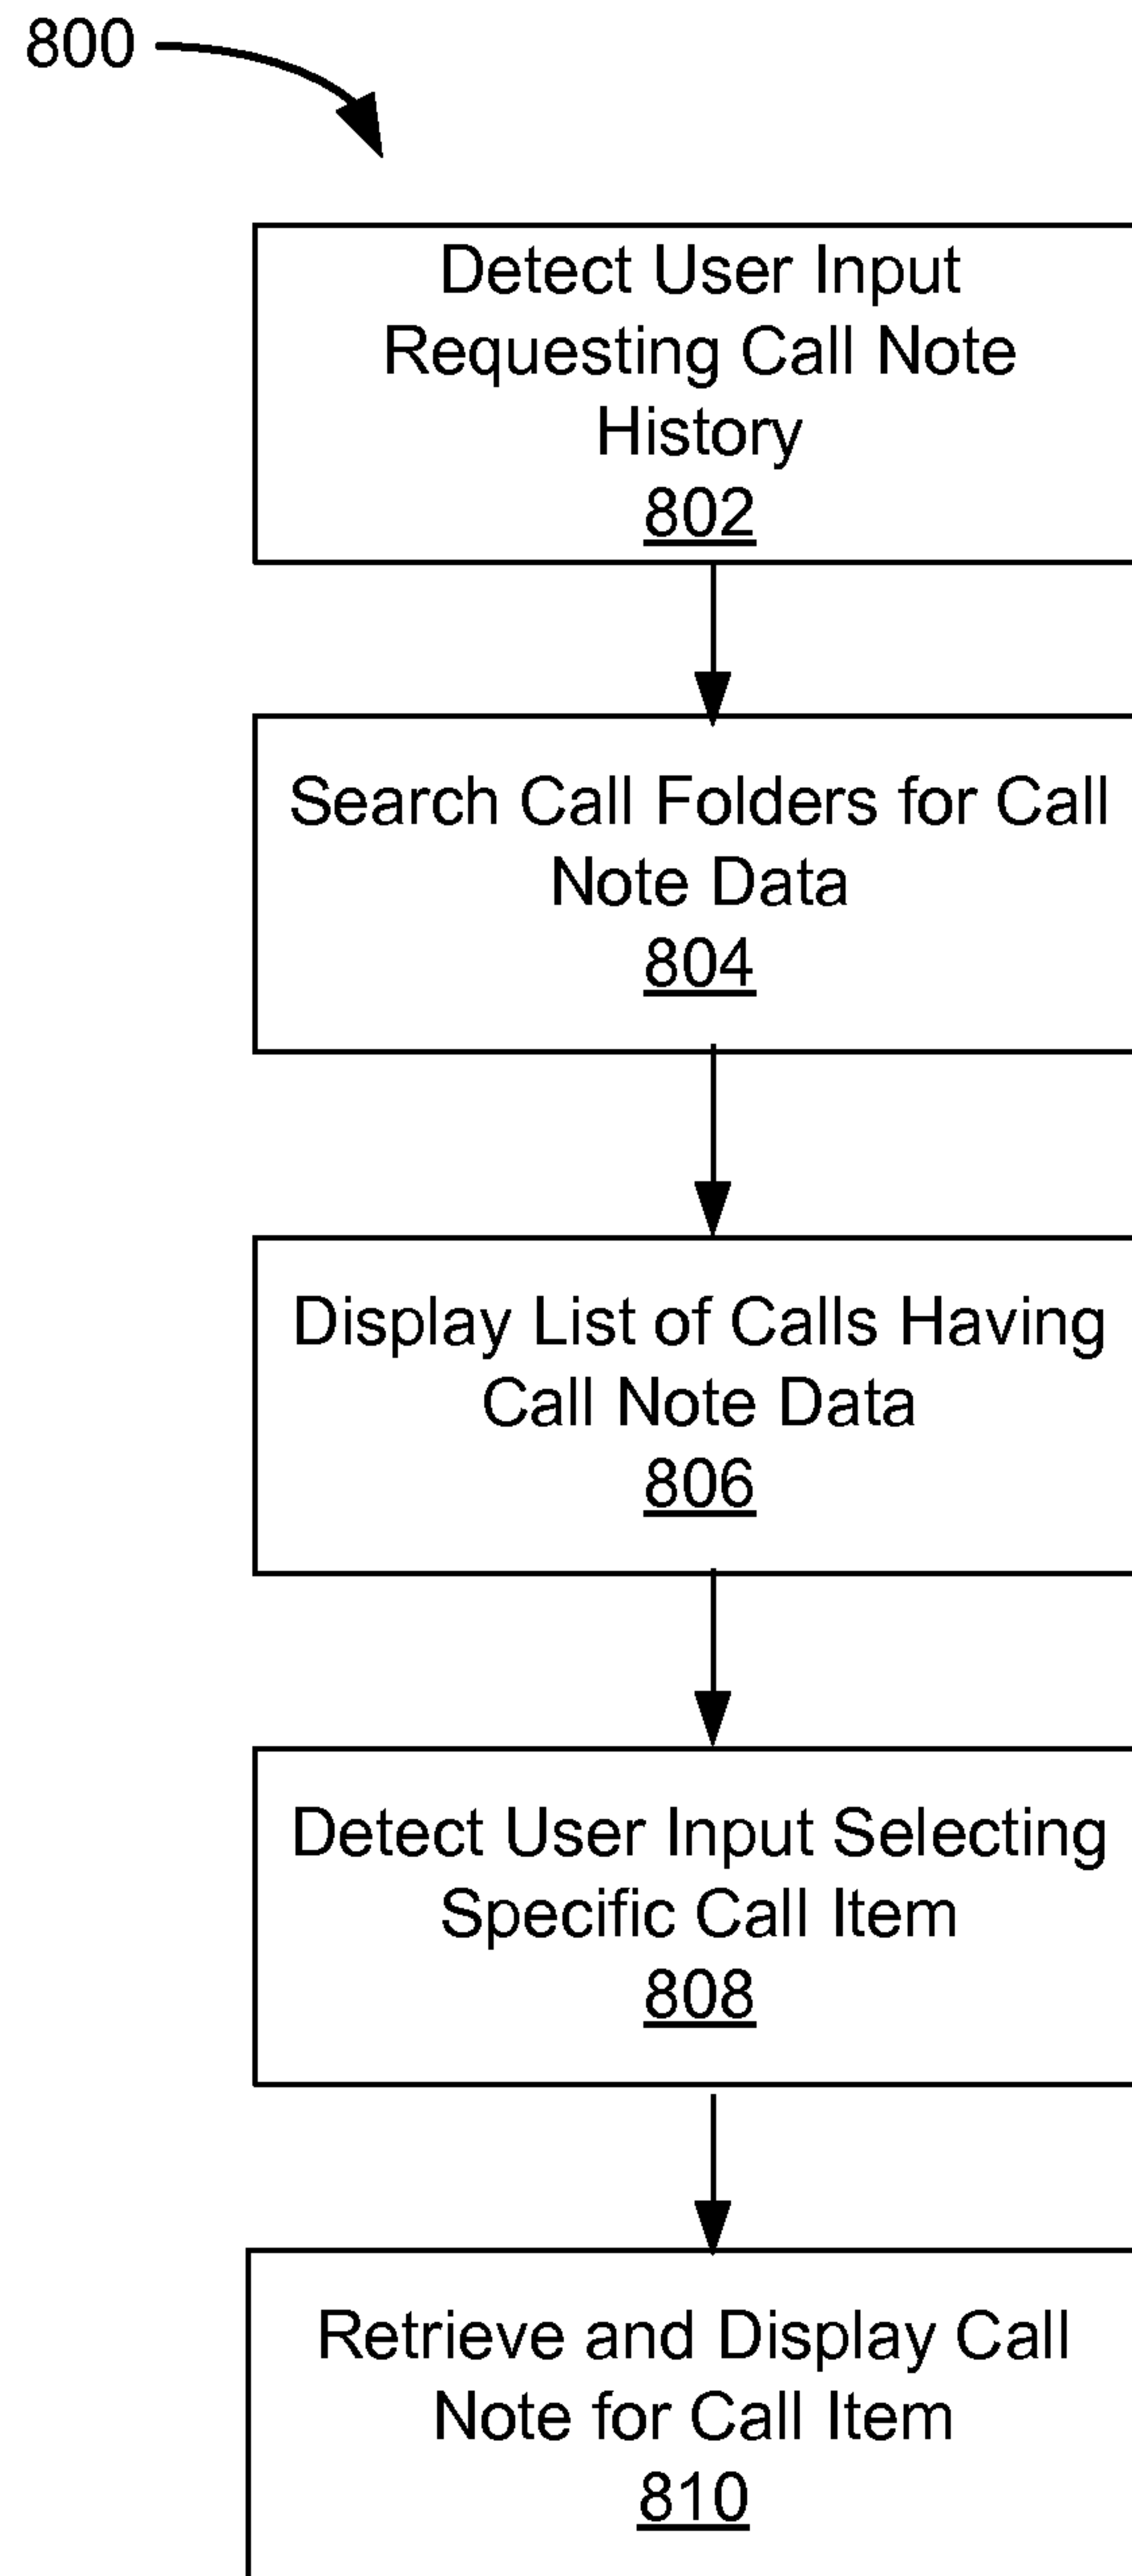 800
Detect User Input
Requesting Call Note
History
802
Search Call Folders for Call
Note Data
804
Display List of Calls Having
Call Note Data
806
Detect User Input Selecting
Specific Call Item
808
Retrieve and Display Call
Note for Call Item
810